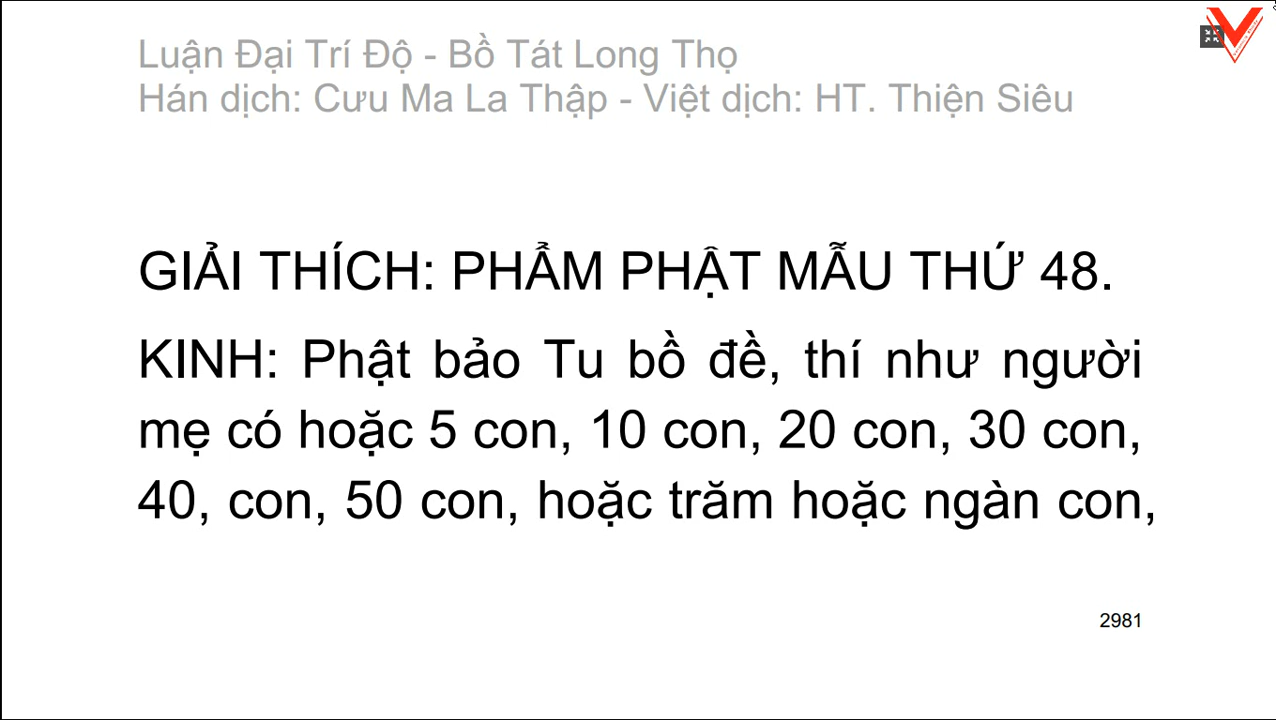 Luận Đại Trí Độ - Bồ Tát Long Thọ
Hán dịch: Cưu Ma La Thập - Việt dịch: HT. Thiện Siêu
GIẢI THÍCH: PHẨM PHẬT MẪU THỨ 48.
KINH: Phật bảo Tu bồ đề, thí như người
mẹ có hoặc 5 con, 10 con, 20 con, 30 con,
40, con, 50 con, hoặc trăm hoặc ngàn con,
2981